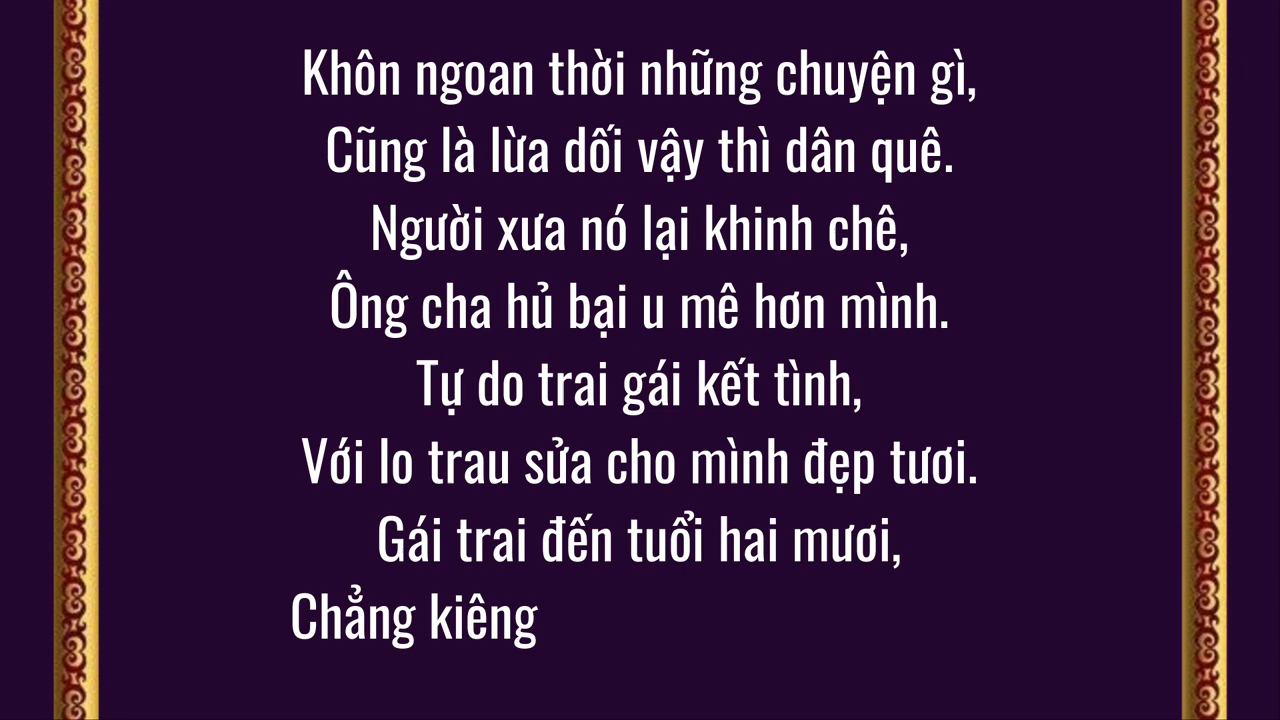 Khôn ngoan thời những chuyện gì,
Cũng là lừa dối vậy thì dân quê.
Người xưa nó lại khinh chê,
Ông cha hủ bại u mê hơn mình.
Tự do trai gái kết tình,
Với lo trau sửa cho mình đẹp tươi.
Gái trai đến tuổi hai mươi,
Chẳng kiêng